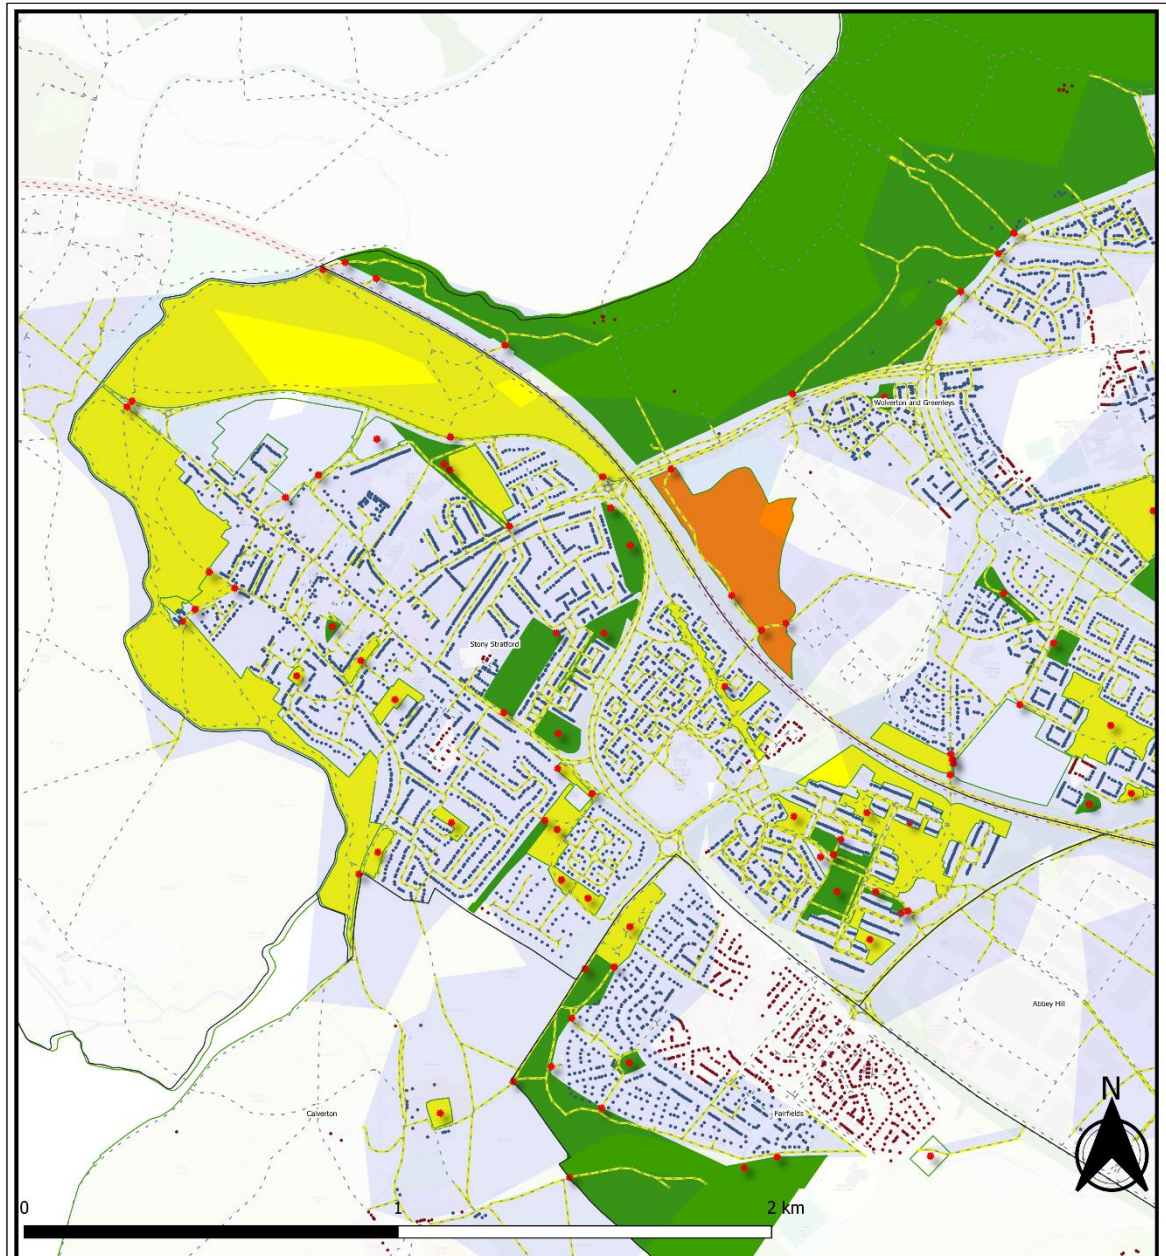 Wolverton and Greenleys
Stony Stratford
Abbey Hill
N
Calverton
Fairfields
0 1 2 km